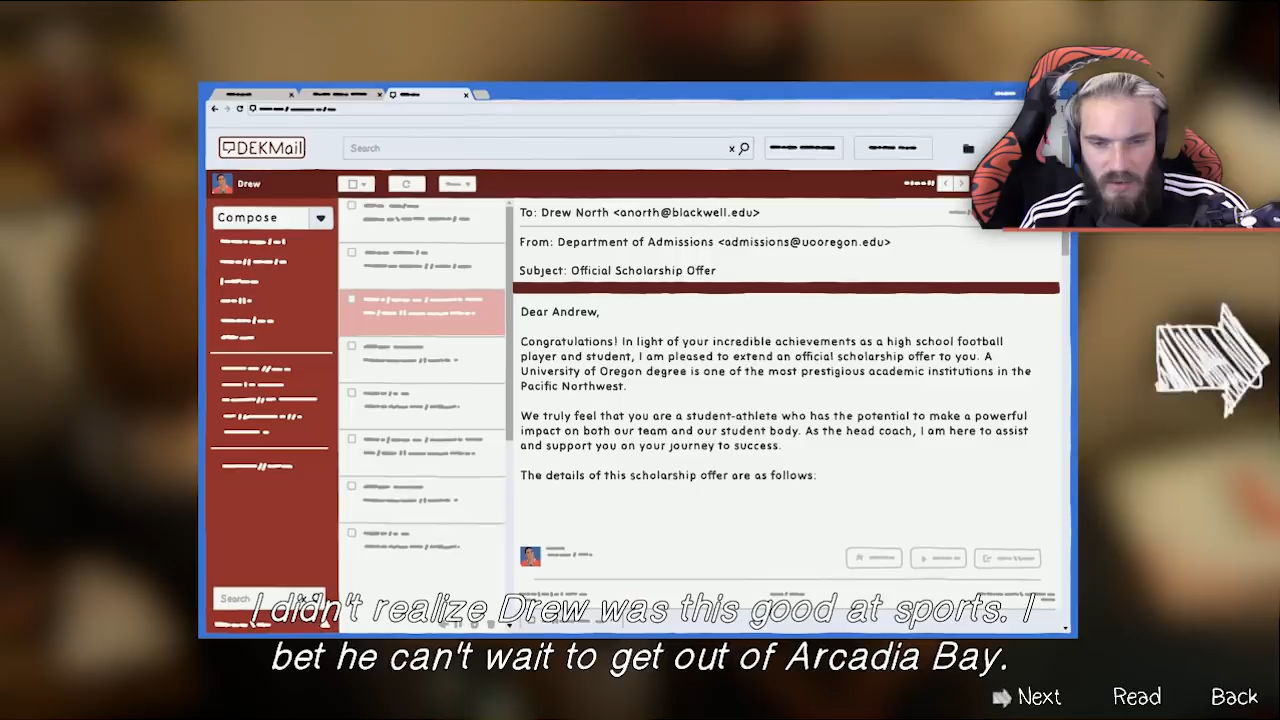 DEKMail
Search
Drew
Compose
To: Drew North <anorth@blackwell.edu>
From: Department of Admissions <admissions@uooregon.edu>
Subject: Official Scholarship Offer
Dear Andrew,
Congratulations! In light of your incredible achievements as a high school football
player and student, I am pleased to extend an official scholarship offer to you. A
University of Oregon degree is one of the most prestigious academic institutions in the
Pacific Northwest.
We truly feel that you are a student-athlete who has the potential to make a powerful
impact on both our team and our student body. As the head coach, I am here to assist
and support you on your journey to success.
The details of this scholarship offer are as follows:
Search
I didn't realize Drew was this good at sports. I
bet he can't wait to get out of Arcadia Bay.
Next Read Back